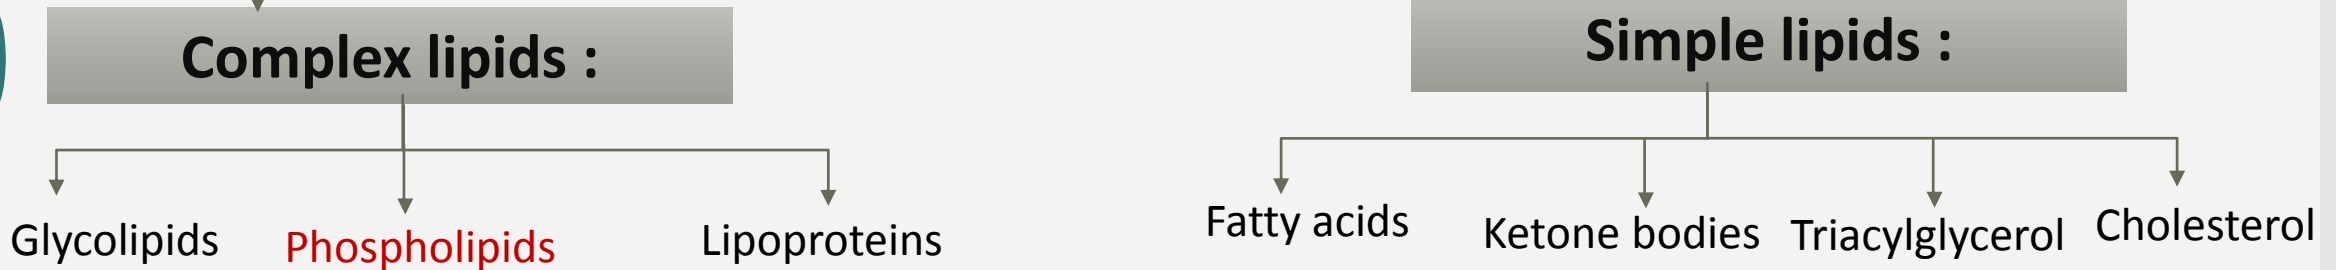 Complex lipids :
Glycolipids
Phospholipids
Lipoproteins
Simple lipids :
Fatty acids
Ketone bodies
Triacylglycerol
Cholesterol